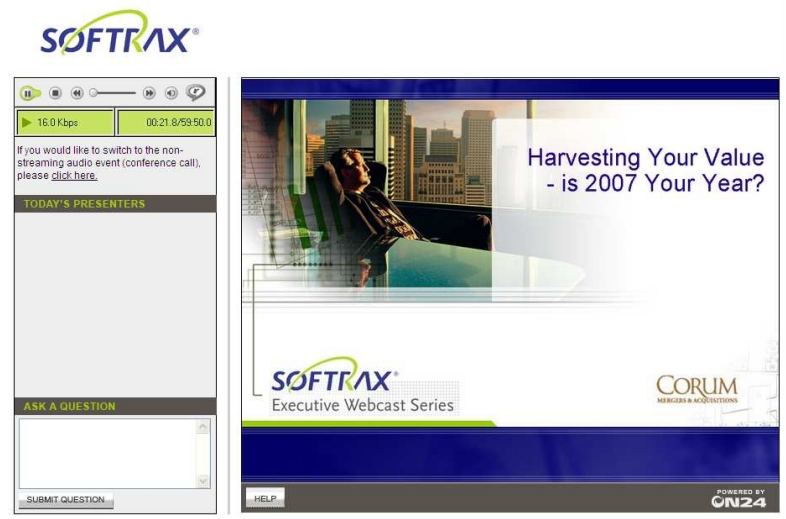 SOFTRAX®
16.0 Kbps
00:21.8/59:50.0
If you would like to switch to the non-
streaming audio event (conference call),
please click here.
TODAY'S PRESENTERS
ASK A QUESTION
SUBMIT QUESTION
Harvesting Your Value
- is 2007 Your Year?
SOFTRAX®
Executive Webcast Series
CORUM
MERGERS & ACQUISITIONS
HELP
POWERED BY
ON24